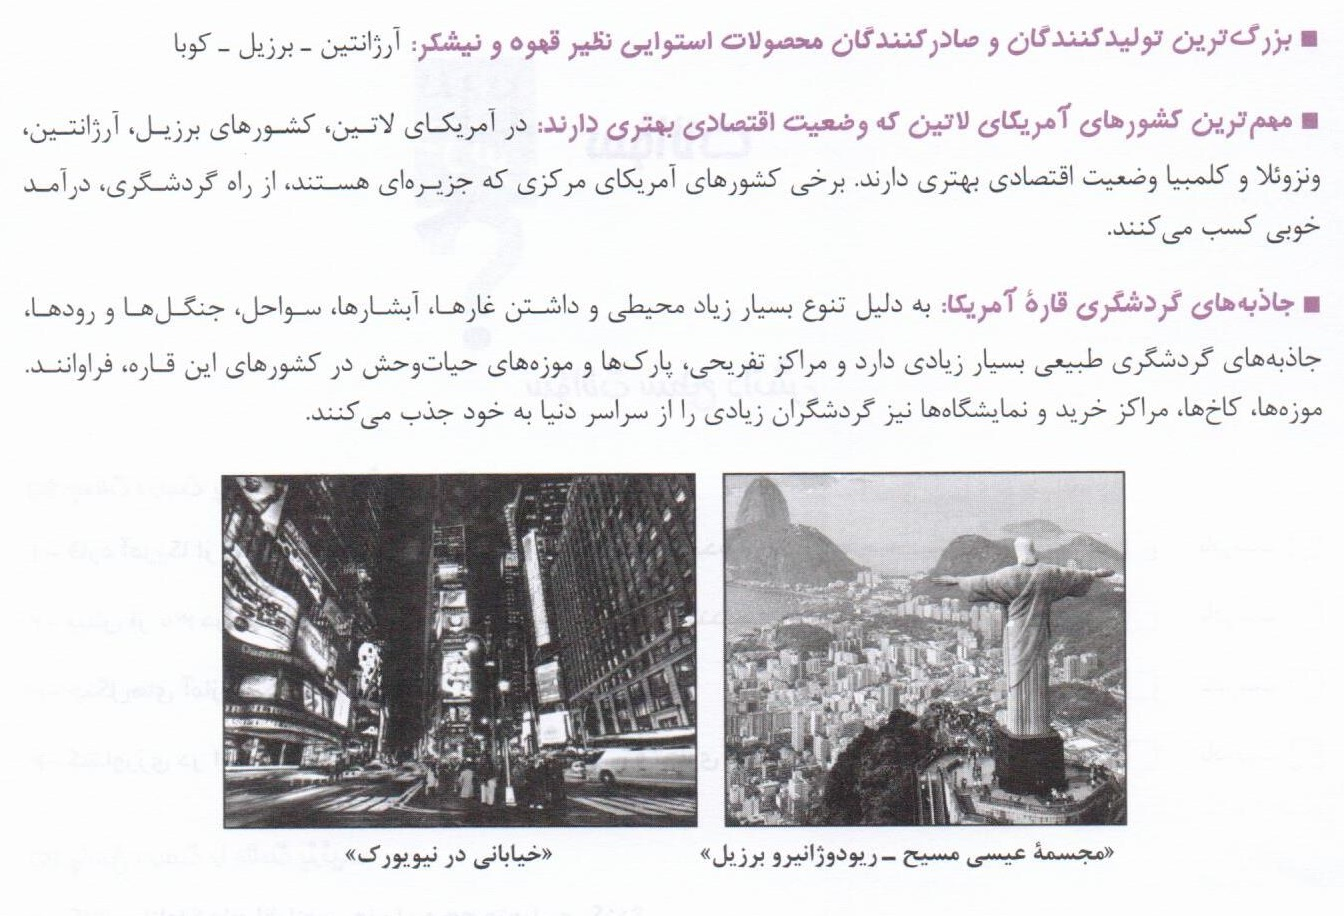 ■ بزرگ‌ترین تولیدکنندگان و صادرکنندگان محصولات استوایی نظیر قهوه و نیشکر: آرژانتین ـ برزیل ـ کوبا
■ مهم‌ترین کشورهای آمریکای لاتین که وضعیت اقتصادی بهتری دارند: در آمریکای لاتین، کشورهای برزیل، آرژانتین،
ونزوئلا و کلمبیا وضعیت اقتصادی بهتری دارند. برخی کشورهای آمریکای مرکزی که جزیره‌ای هستند، از راه گردشگری، درآمد
خوبی کسب می‌کنند.
■ جاذبه‌های گردشگری قارهٔ آمریکا: به دلیل تنوع بسیار زیاد محیطی و داشتن غارها، آبشارها، سواحل، جنگل‌ها و رودها،
جاذبه‌های گردشگری طبیعی بسیار زیادی دارد و مراکز تفریحی، پارک‌ها و موزه‌های حیات‌وحش در کشورهای این قاره، فراوانند.
موزه‌ها، کاخ‌ها، مراکز خرید و نمایشگاه‌ها نیز گردشگران زیادی را از سراسر دنیا به خود جذب می‌کنند.
«مجسمهٔ عیسی مسیح ـ ریودوژانیرو برزیل»
«خیابانی در نیویورک»